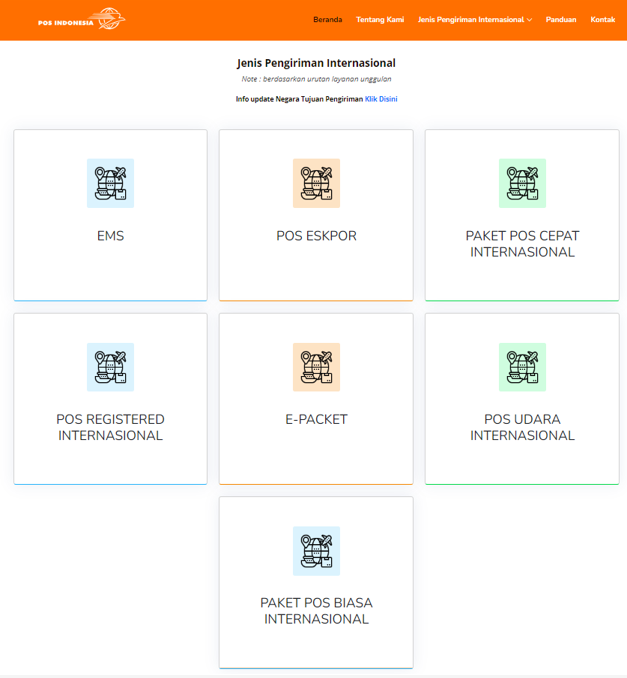 POS INDONESIA
Beranda Tentang Kami Jenis Pengiriman Internasional Panduan Kontak
Jenis Pengiriman Internasional
Note : berdasarkan urutan layanan unggulan
Info update Negara Tujuan Pengiriman Klik Disini
EMS
POS ESKPOR
PAKET POS CEPAT
INTERNASIONAL
POS REGISTERED
INTERNASIONAL
E-PACKET
POS UDARA
INTERNASIONAL
PAKET POS BIASA
INTERNASIONAL